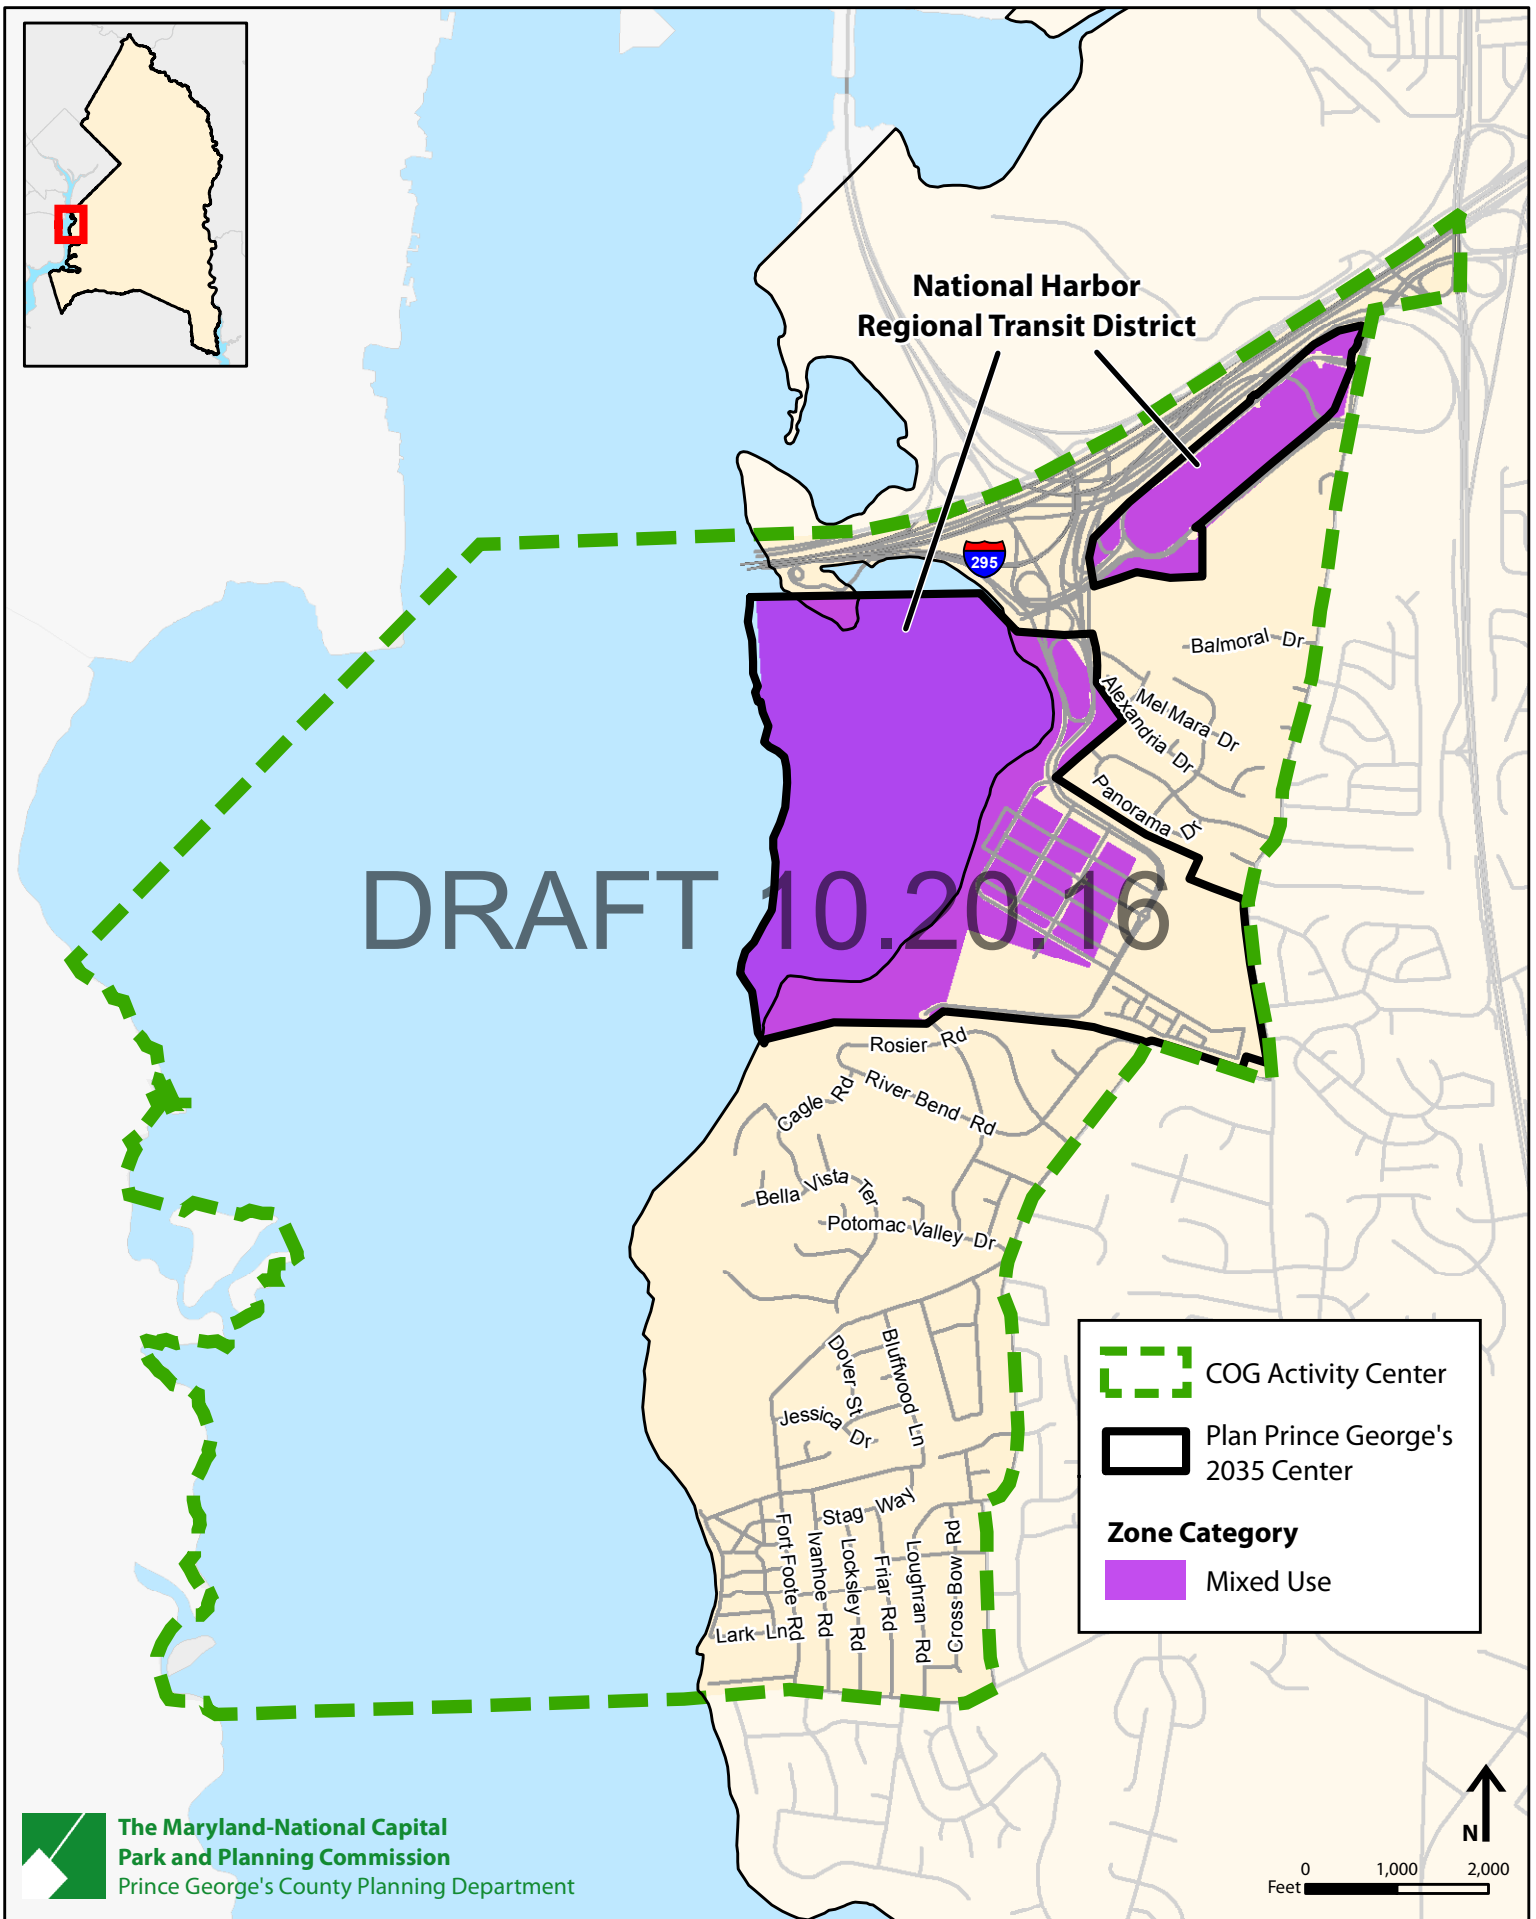 National Harbor
Regional Transit District
295
Balmoral Dr
Mel Mara Dr
Alexandria Dr
Panorama Dr
DRAFT 10.20.16
Rosier Rd
River Bend Rd
Cagle Rd
Bella Vista Ter
Potomac Valley Dr
Dover St
Bluffwood Ln
Jessica Dr
Stag Way
Fort Foote Rd
Ivanhoe Rd
Locksley Rd
Friar Rd
Loughran Rd
Cross Bow Rd
Lark Ln
COG Activity Center
Plan Prince George's
2035 Center
Zone Category
Mixed Use
The Maryland-National Capital
Park and Planning Commission
Prince George's County Planning Department
N
0 1,000 2,000
Feet